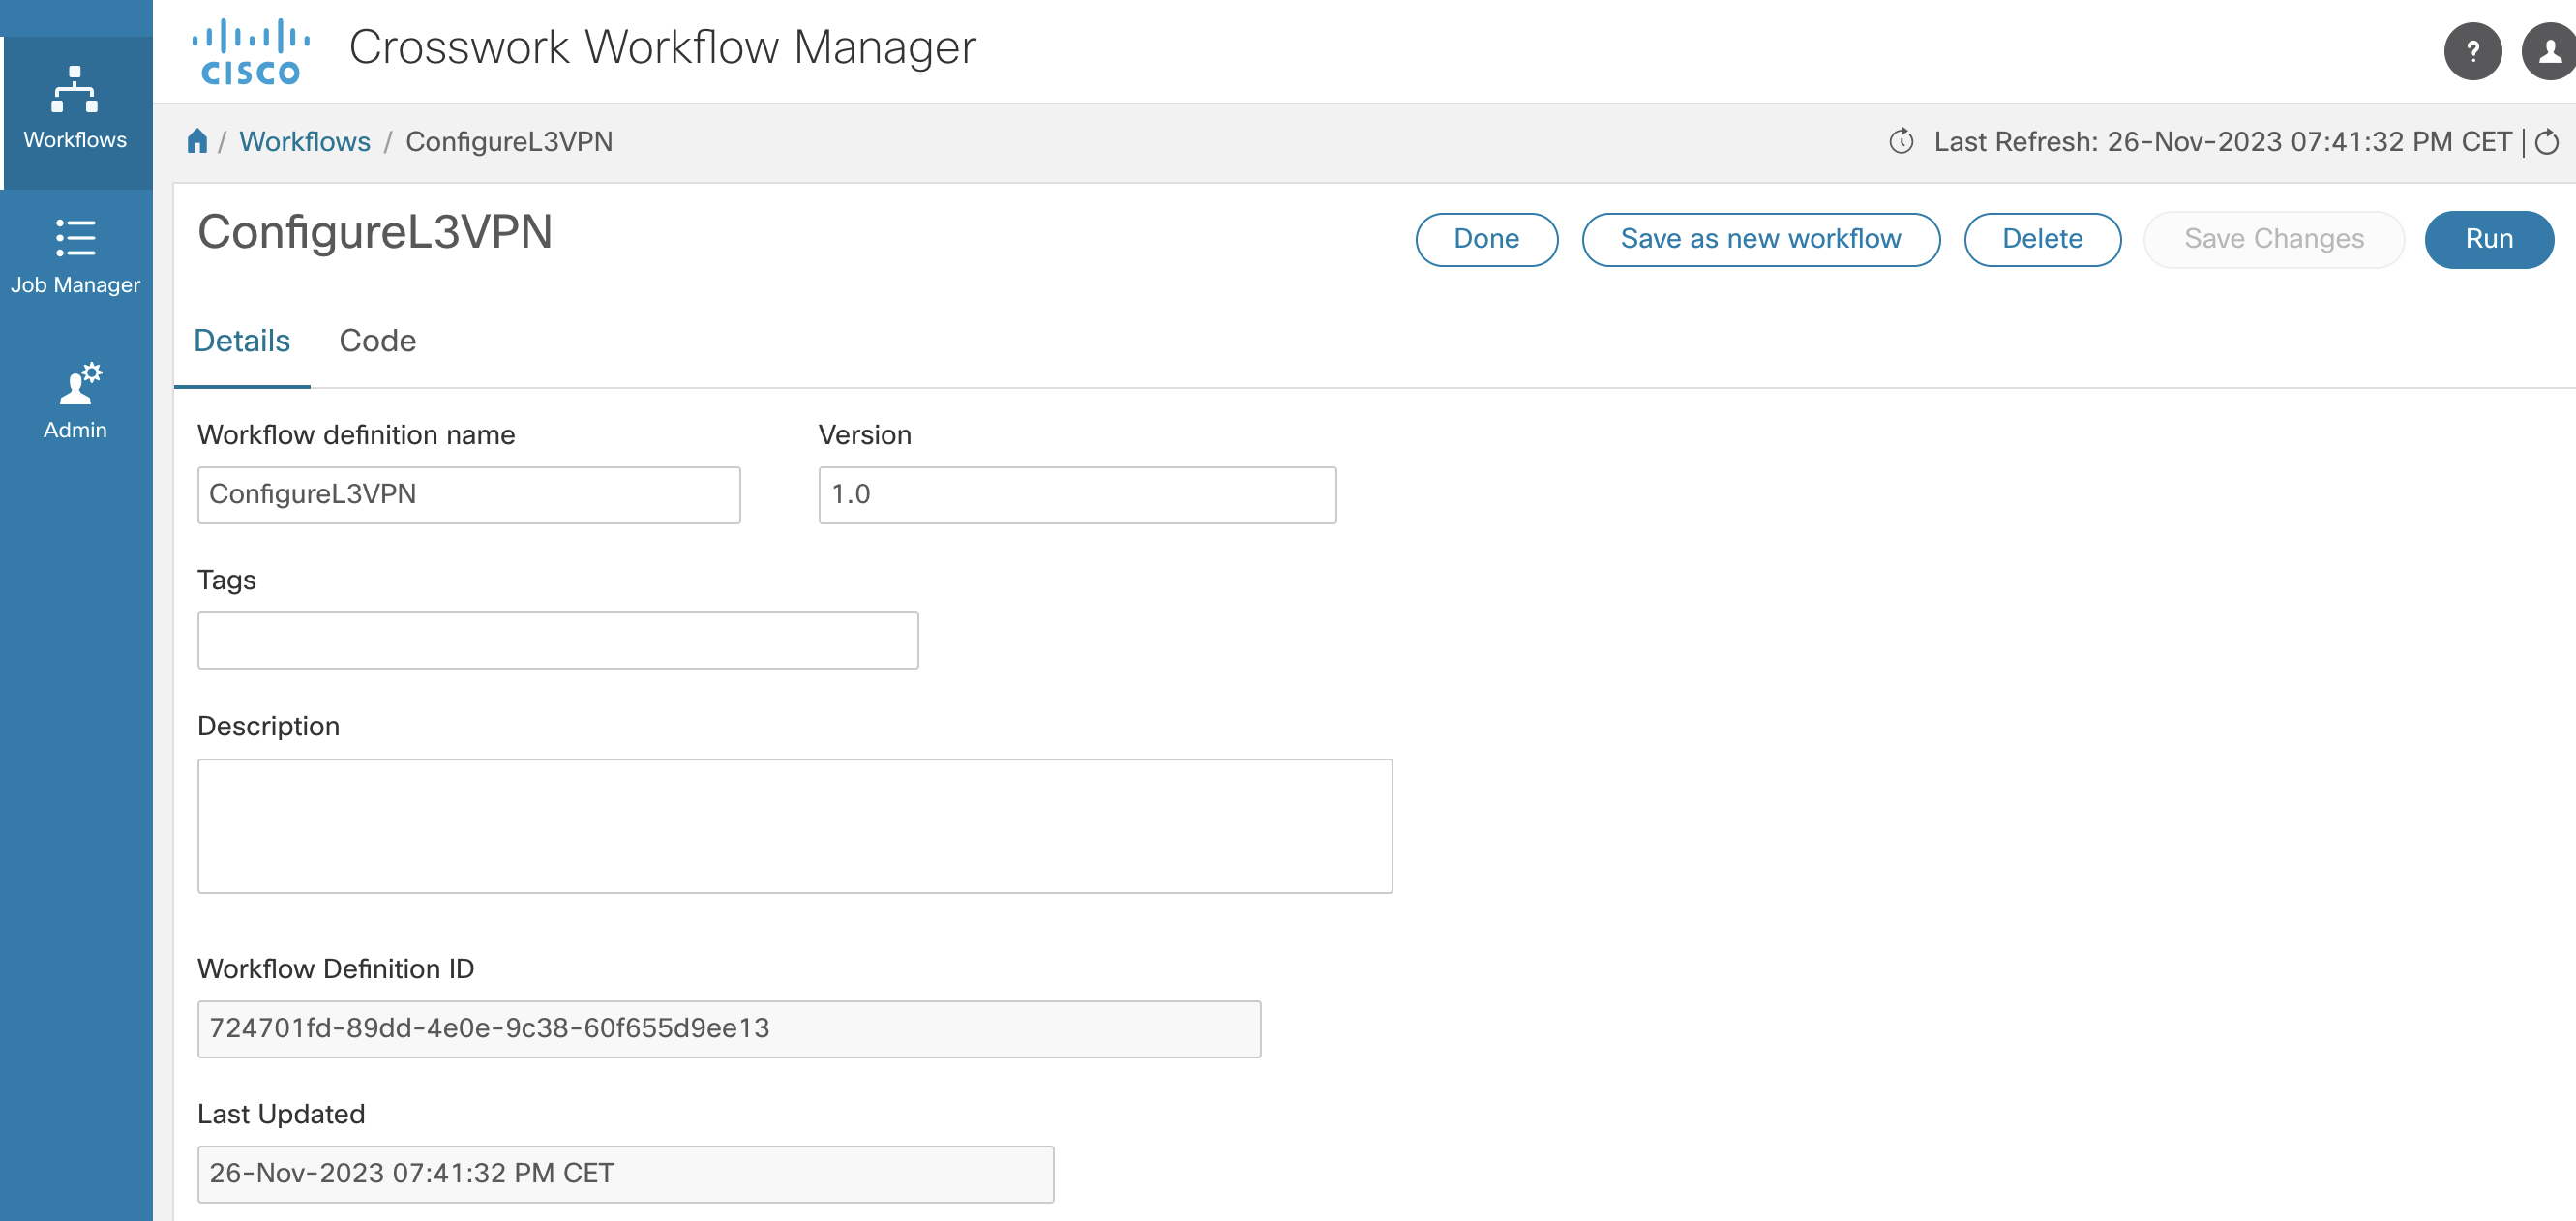 CISCO Crosswork Workflow Manager ?
Workflows
Job Manager
Admin
/ Workflows / ConfigureL3VPN
Last Refresh: 26-Nov-2023 07:41:32 PM CET |
ConfigureL3VPN
Done Save as new workflow Delete Save Changes Run
Details Code
Workflow definition name Version
ConfigureL3VPN 1.0
Tags
Description
Workflow Definition ID
724701fd-89dd-4e0e-9c38-60f655d9ee13
Last Updated
26-Nov-2023 07:41:32 PM CET